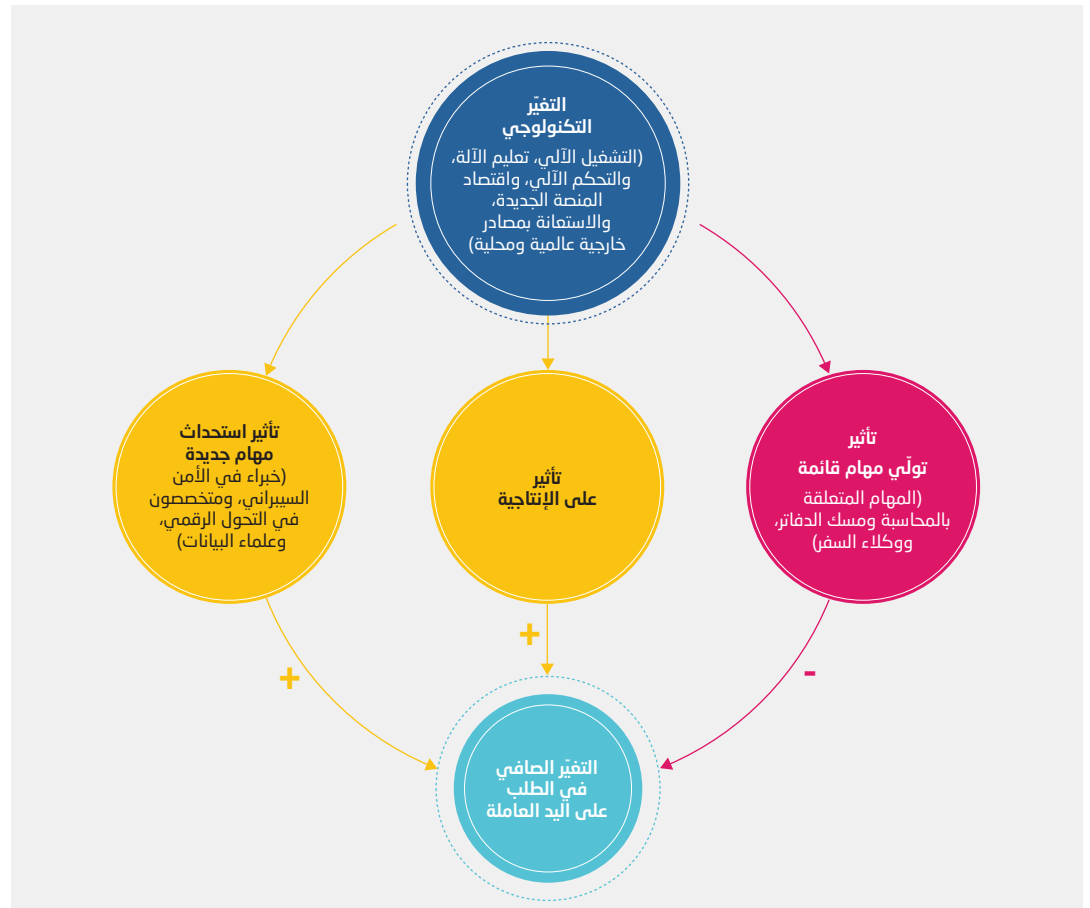 التغيّر
التكنولوجي
(التشغيل الآلي، تعليم الآلة،
والتحكم الآلي، واقتصاد
المنصة الجديدة،
والاستعانة بمصادر
خارجية عالمية ومحلية)
تأثير
تولّي مهام قائمة
(المهام المتعلقة
بالمحاسبة ومسك الدفاتر،
ووكلاء السفر)
تأثير
على الإنتاجية
تأثير استحداث
مهام جديدة
(خبراء في الأمن
السيبراني، ومتخصصون
في التحول الرقمي،
وعلماء البيانات)
-
+
+
التغيّر الصافي
في الطلب
على اليد العاملة